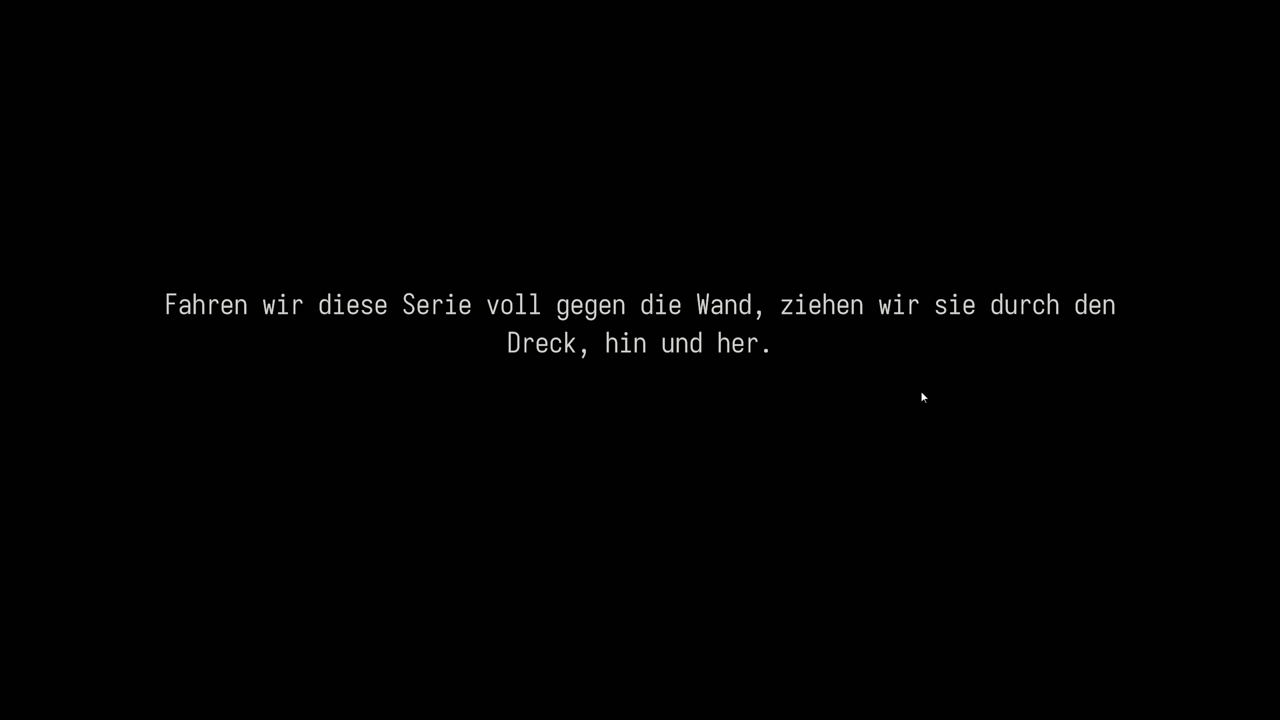 Fahren wir diese Serie voll gegen die Wand, ziehen wir sie durch den
Dreck, hin und her.